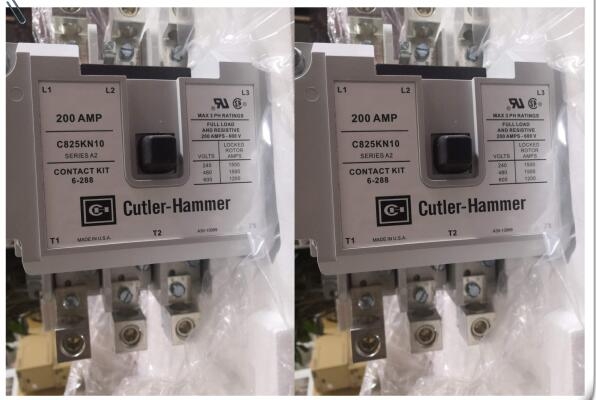 L1
L2
L3
200 AMP
C825KN10
SERIES A2
CONTACT KIT
6-288
MAX 3 PH RATINGS
FULL LOAD
AND RESISTIVE
200 AMPS - 600 V
VOLTS
LOCKED
ROTOR
AMPS
240 1500
480 1500
600 1200
Cutler-Hammer
T1
MADE IN U.S.A.
T2
L1
L2
L3
200 AMP
C825KN10
SERIES A2
CONTACT KIT
6-288
MAX 3 PH RATINGS
FULL LOAD
AND RESISTIVE
200 AMPS - 600 V
VOLTS
LOCKED
ROTOR
AMPS
240 1500
480 1500
600 1200
Cutler-Hammer
T1
MADE IN U.S.A.
T2